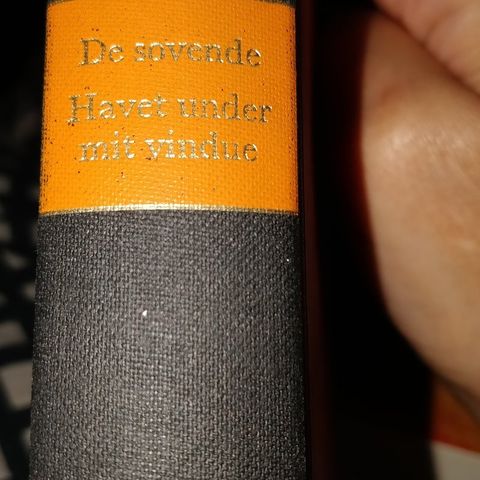 De sovende
Havet under
mit vindue